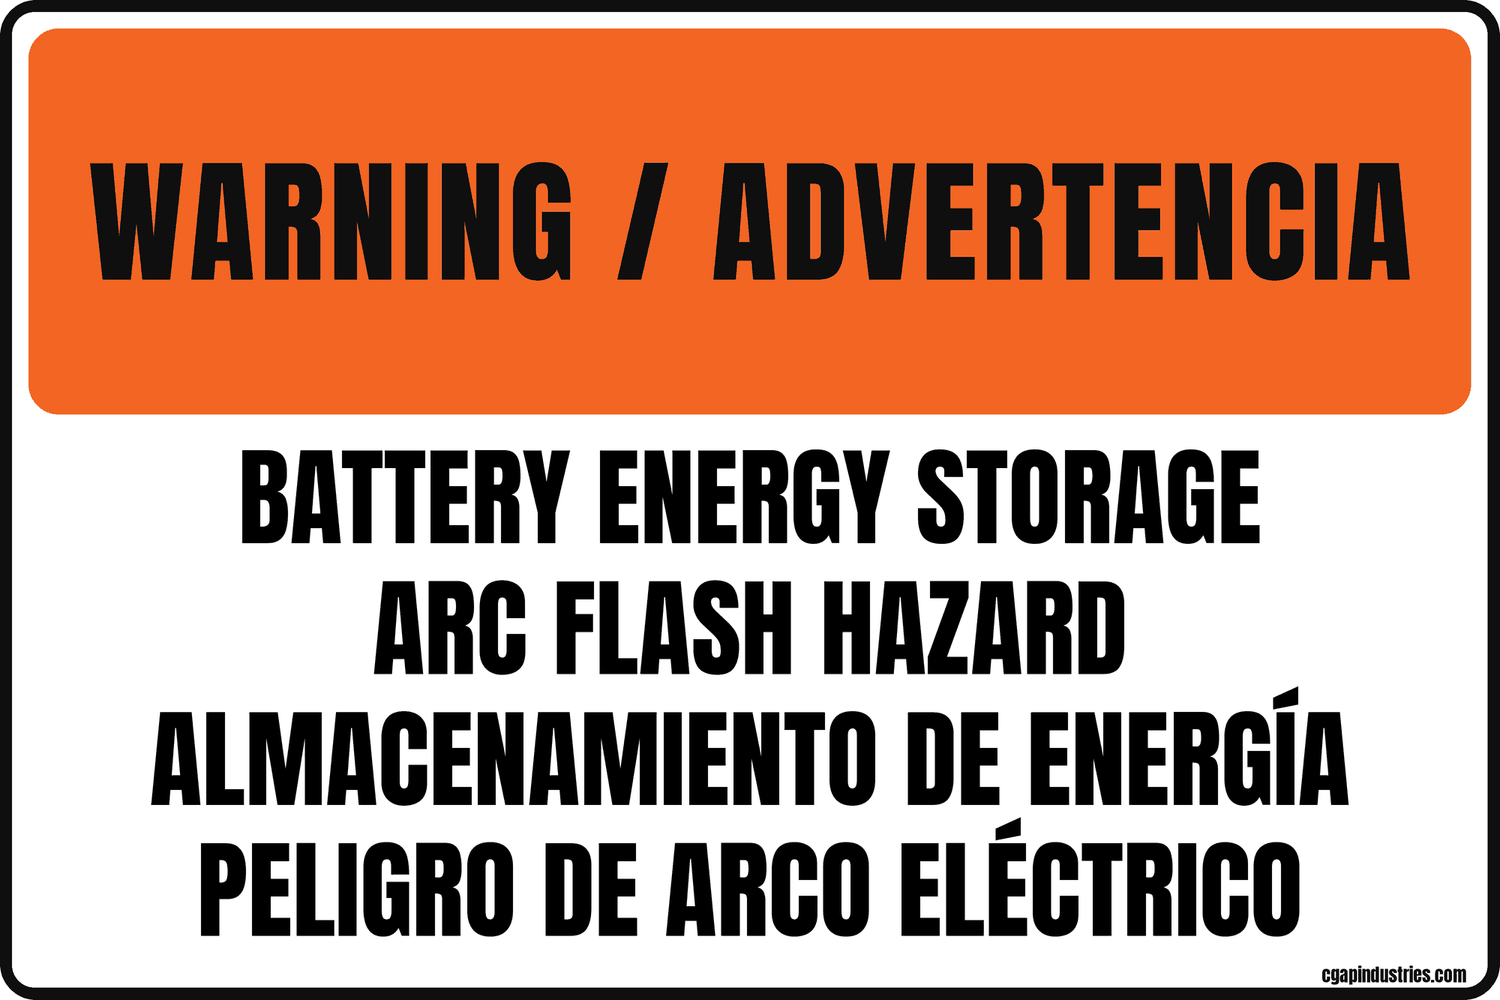 WARNING / ADVERTENCIA
BATTERY ENERGY STORAGE
ARC FLASH HAZARD
ALMACENAMIENTO DE ENERGÍA
PELIGRO DE ARCO ELÉCTRICO
cgapindustries.com